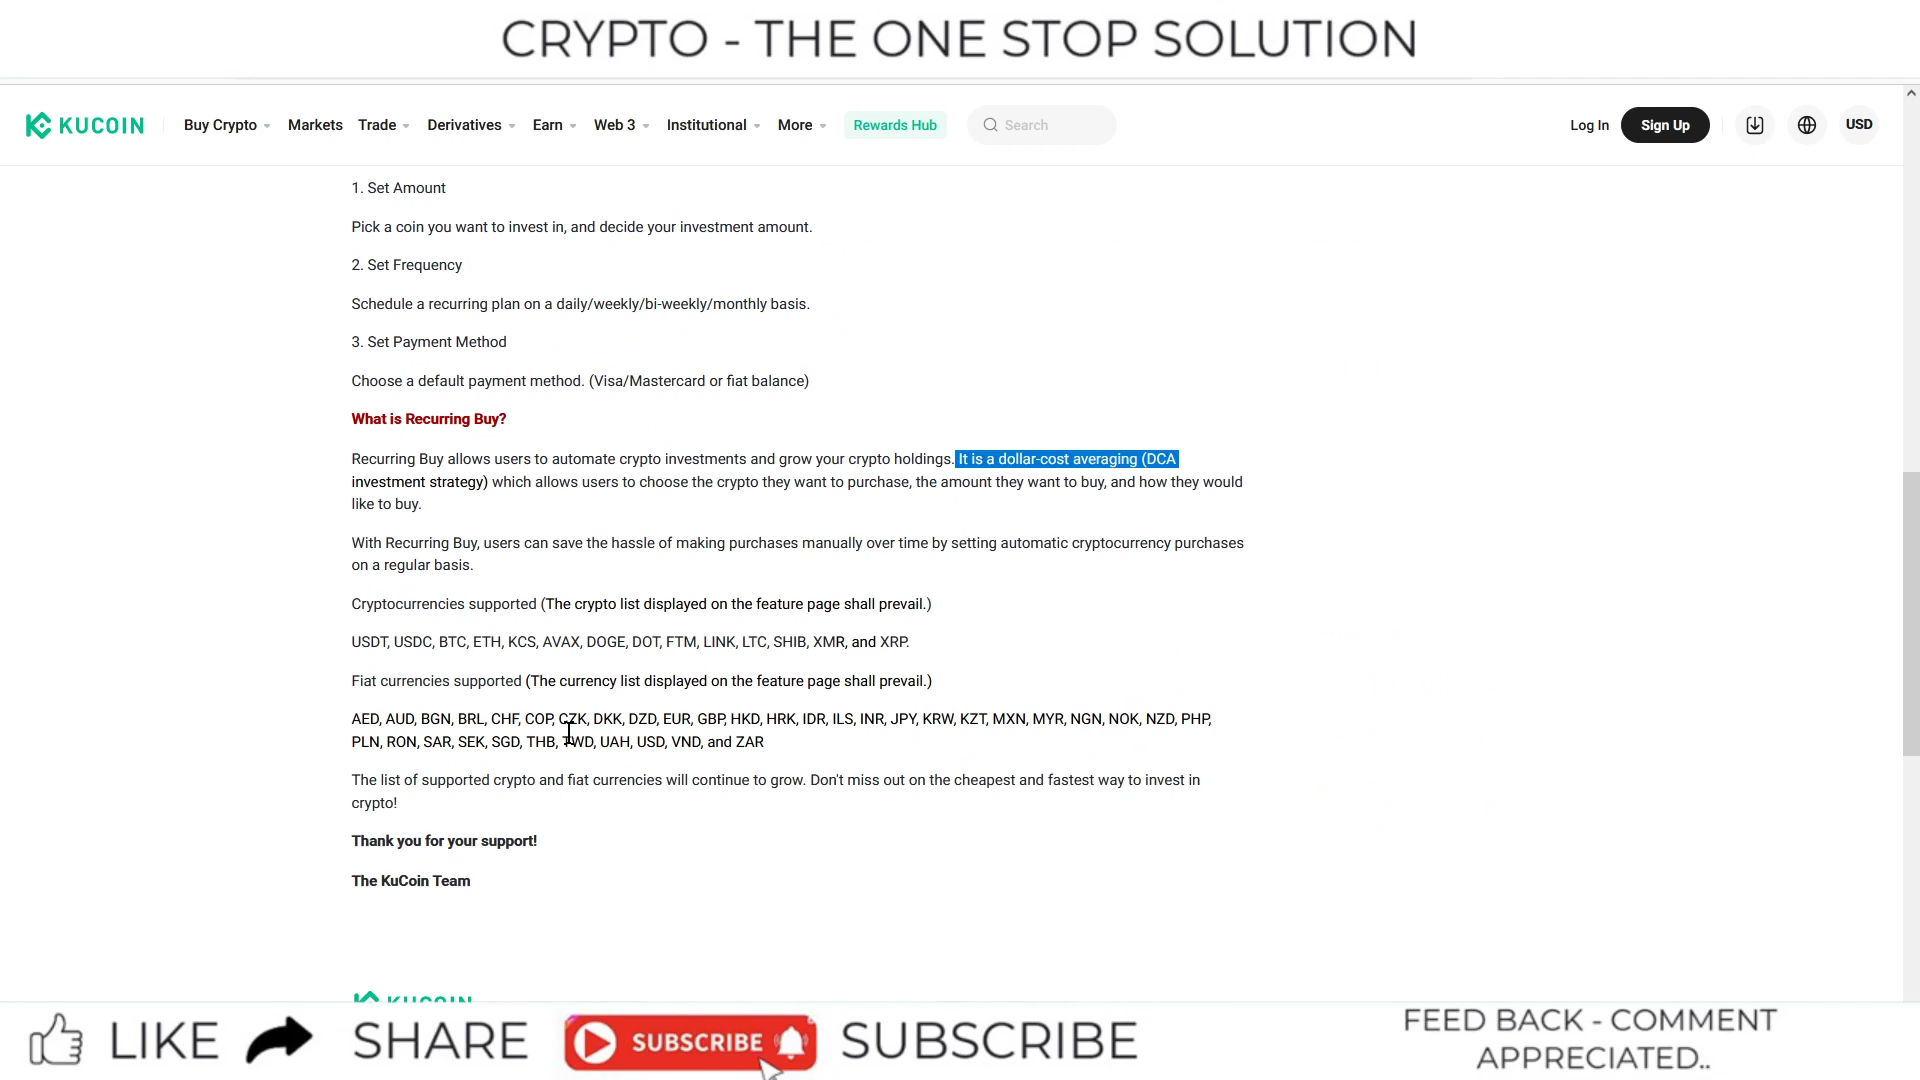 CRYPTO - THE ONE STOP SOLUTION
KUCOIN Buy Crypto Markets Trade Derivatives Earn Web 3 Institutional More Rewards Hub Search Log In Sign Up USD
1. Set Amount
Pick a coin you want to invest in, and decide your investment amount.
2. Set Frequency
Schedule a recurring plan on a daily/weekly/bi-weekly/monthly basis.
3. Set Payment Method
Choose a default payment method. (Visa/Mastercard or fiat balance)
What is Recurring Buy?
Recurring Buy allows users to automate crypto investments and grow your crypto holdings. It is a dollar-cost averaging (DCA
investment strategy) which allows users to choose the crypto they want to purchase, the amount they want to buy, and how they would
like to buy.
With Recurring Buy, users can save the hassle of making purchases manually over time by setting automatic cryptocurrency purchases
on a regular basis.
Cryptocurrencies supported (The crypto list displayed on the feature page shall prevail.)
USDT, USDC, BTC, ETH, KCS, AVAX, DOGE, DOT, FTM, LINK, LTC, SHIB, XMR, and XRP.
Fiat currencies supported (The currency list displayed on the feature page shall prevail.)
AED, AUD, BGN, BRL, CHF, COP, CZK, DKK, DZD, EUR, GBP, HKD, HRK, IDR, ILS, INR, JPY, KRW, KZT, MXN, MYR, NGN, NOK, NZD, PHP,
PLN, RON, SAR, SEK, SGD, THB, TWD, UAH, USD, VND, and ZAR
The list of supported crypto and fiat currencies will continue to grow. Don't miss out on the cheapest and fastest way to invest in
crypto!
Thank you for your support!
The KuCoin Team
KUCOIN
LIKE SHARE SUBSCRIBE SUBSCRIBE FEED BACK - COMMENT
APPRECIATED..